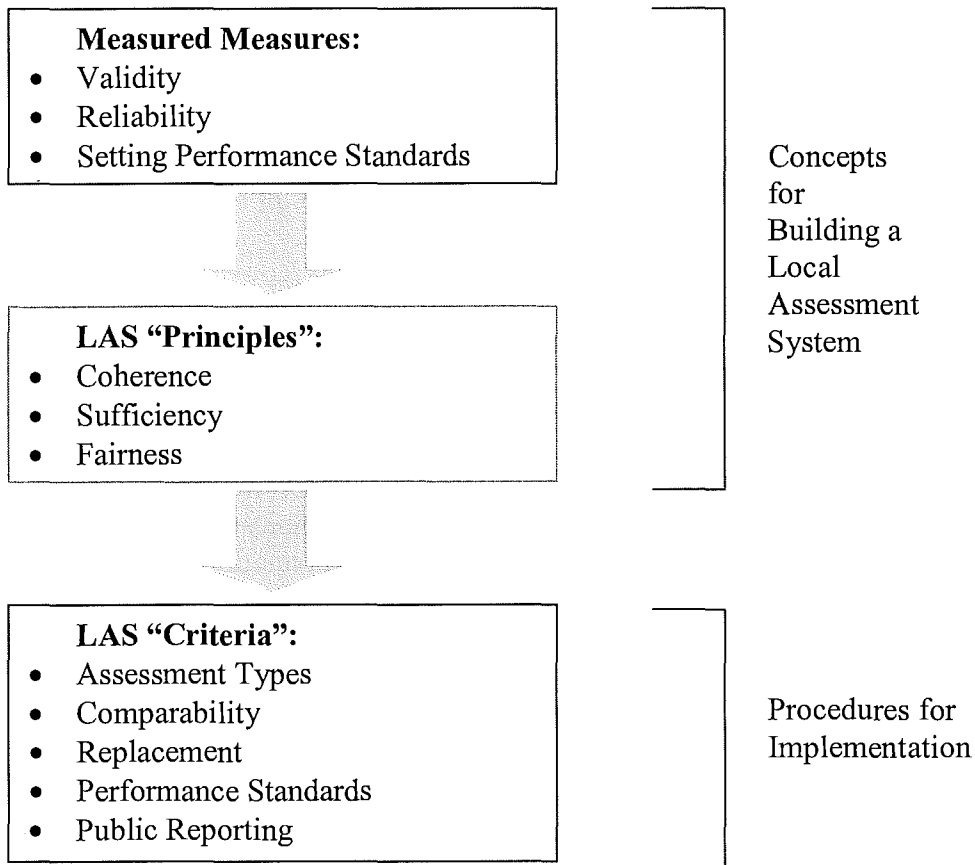 Measured Measures:
• Validity
• Reliability
• Setting Performance Standards
LAS “Principles”:
• Coherence
• Sufficiency
• Fairness
Concepts
for
Building a
Local
Assessment
System
LAS “Criteria”:
• Assessment Types
• Comparability
• Replacement
• Performance Standards
• Public Reporting
Procedures for
Implementation